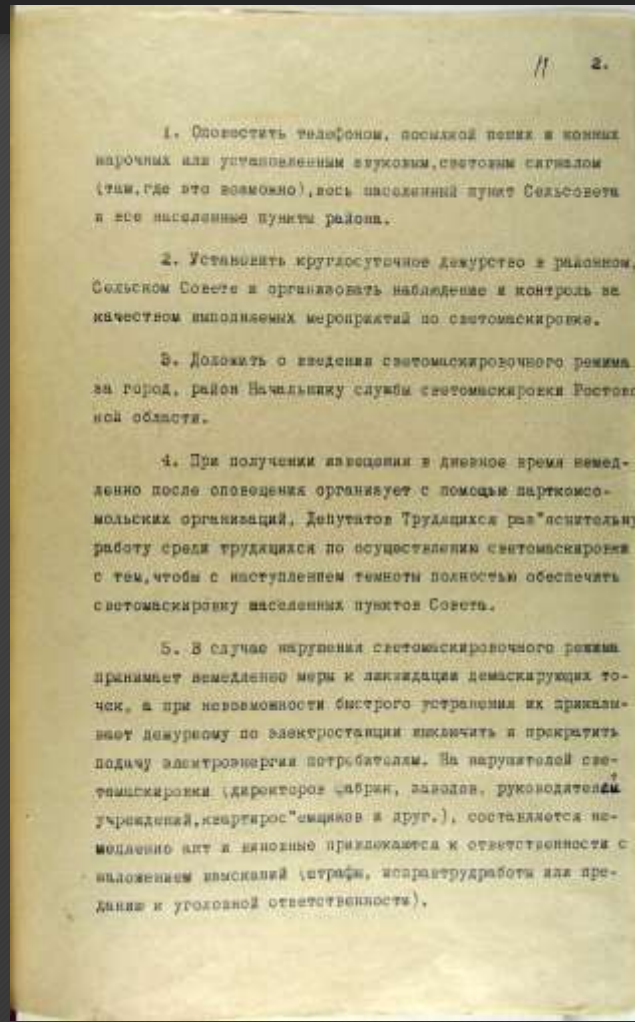 11 2.
1. Оповестить телефоном, посылкой пеших и конных
нарочных или установленным звуковым,световым сигналом
(там,где это возможно),весь населенный пункт Сельсовета
и все населенные пункты района.
2. Установить круглосуточное дежурство в районном,
Сельском Совете и организовать наблюдение и контроль за
качеством выполняемых мероприятий по светомаскировке.
3. Доложить о введении светомаскировочного режима
за город, район Начальнику службы светомаскировки Ростовс
кой области.
4. При получении извещения в дневное время немед-
ленно после оповещения организует с помощью парткомсо-
мольских организаций, Депутатов Трудящихся раз"яснительну
работу среди трудящихся по осуществлению светомаскировки
с тем,чтобы с наступлением темноты полностью обеспечить
светомаскировку населенных пунктов Совета.
5. В случае нарушения светомаскировочного режима
принимает немедленно меры к ликвидации демаскирующих то-
чек, а при невозможности быстрого устранения их приказы-
вает дежурному по электростанции выключить и прекратить
подачу электроэнергии потребителям. На нарушителей све-
томаскировки (директоров фабрик, заводов, руководителей
учреждений,квартирос"емщиков и друг.), составляется не-
медленно акт и виновные привлекаются к ответственности с
наложением взысканий (штрафы, исправтрудработы или пре-
данию к уголовной ответственности).